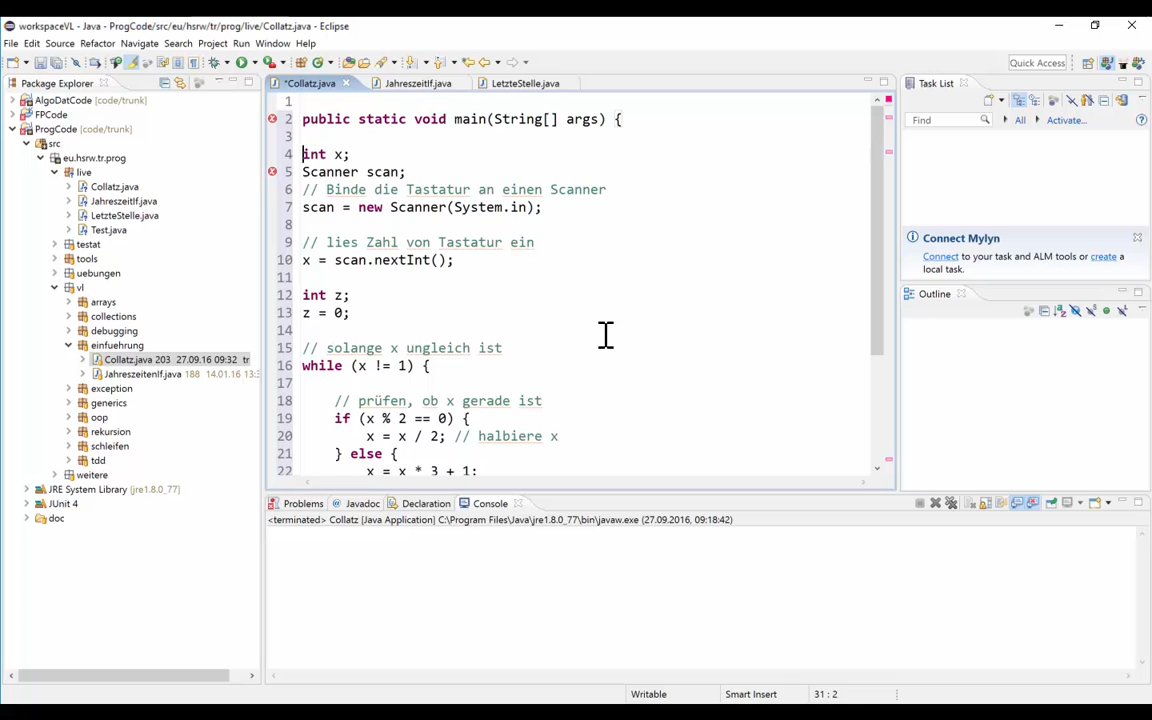 workspaceVL - Java - ProgCode/src/eu/hsrw/tr/prog/live/Collatz.java - Eclipse
File Edit Source Refactor Navigate Search Project Run Window Help
Quick Access
Package Explorer
AlgoDatCode [code/trunk]
FPCode
ProgCode [code/trunk]
src
eu.hsrw.tr.prog
live
Collatz.java
JahreszeitIf.java
LetzteStelle.java
Test.java
testat
tools
uebungen
vl
arrays
collections
debugging
einfuehrung
Collatz.java 203 27.09.16 09:32 tr
JahreszeitenIf.java 188 14.01.16 13:
exception
generics
oop
rekursion
schleifen
tdd
weitere
JRE System Library [jre1.8.0_77]
JUnit 4
doc
*Collatz.java JahreszeitIf.java LetzteStelle.java
1
2 public static void main(String[] args) {
3
4 int x;
5 Scanner scan;
6 // Binde die Tastatur an einen Scanner
7 scan = new Scanner(System.in);
8
9 // lies Zahl von Tastatur ein
10 x = scan.nextInt();
11
12 int z;
13 z = 0;
14
15 // solange x ungleich ist
16 while (x != 1) {
17
18 // prüfen, ob x gerade ist
19 if (x % 2 == 0) {
20 x = x / 2; // halbiere x
21 } else {
22 x = x * 3 + 1;
Task List
Find All Activate...
Connect Mylyn
Connect to your task and ALM tools or create a
local task.
Outline
Problems Javadoc Declaration Console
<terminated> Collatz [Java Application] C:\Program Files\Java\jre1.8.0_77\bin\javaw.exe (27.09.2016, 09:18:42)
Writable Smart Insert 31 : 2